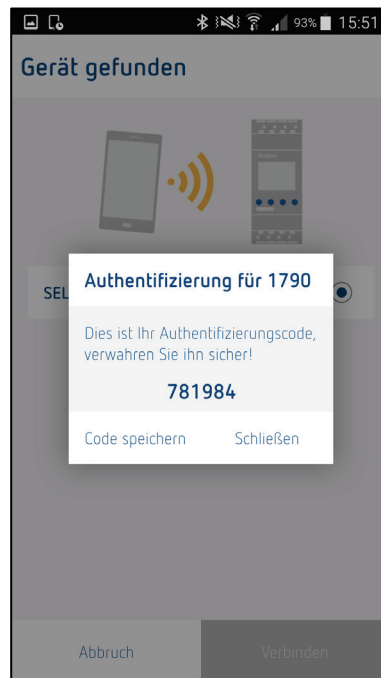 93% 15:51
Gerät gefunden
SEL
Authentifizierung für 1790
Dies ist Ihr Authentifizierungscode,
verwahren Sie ihn sicher!
781984
Code speichern Schließen
Abbruch Verbinden